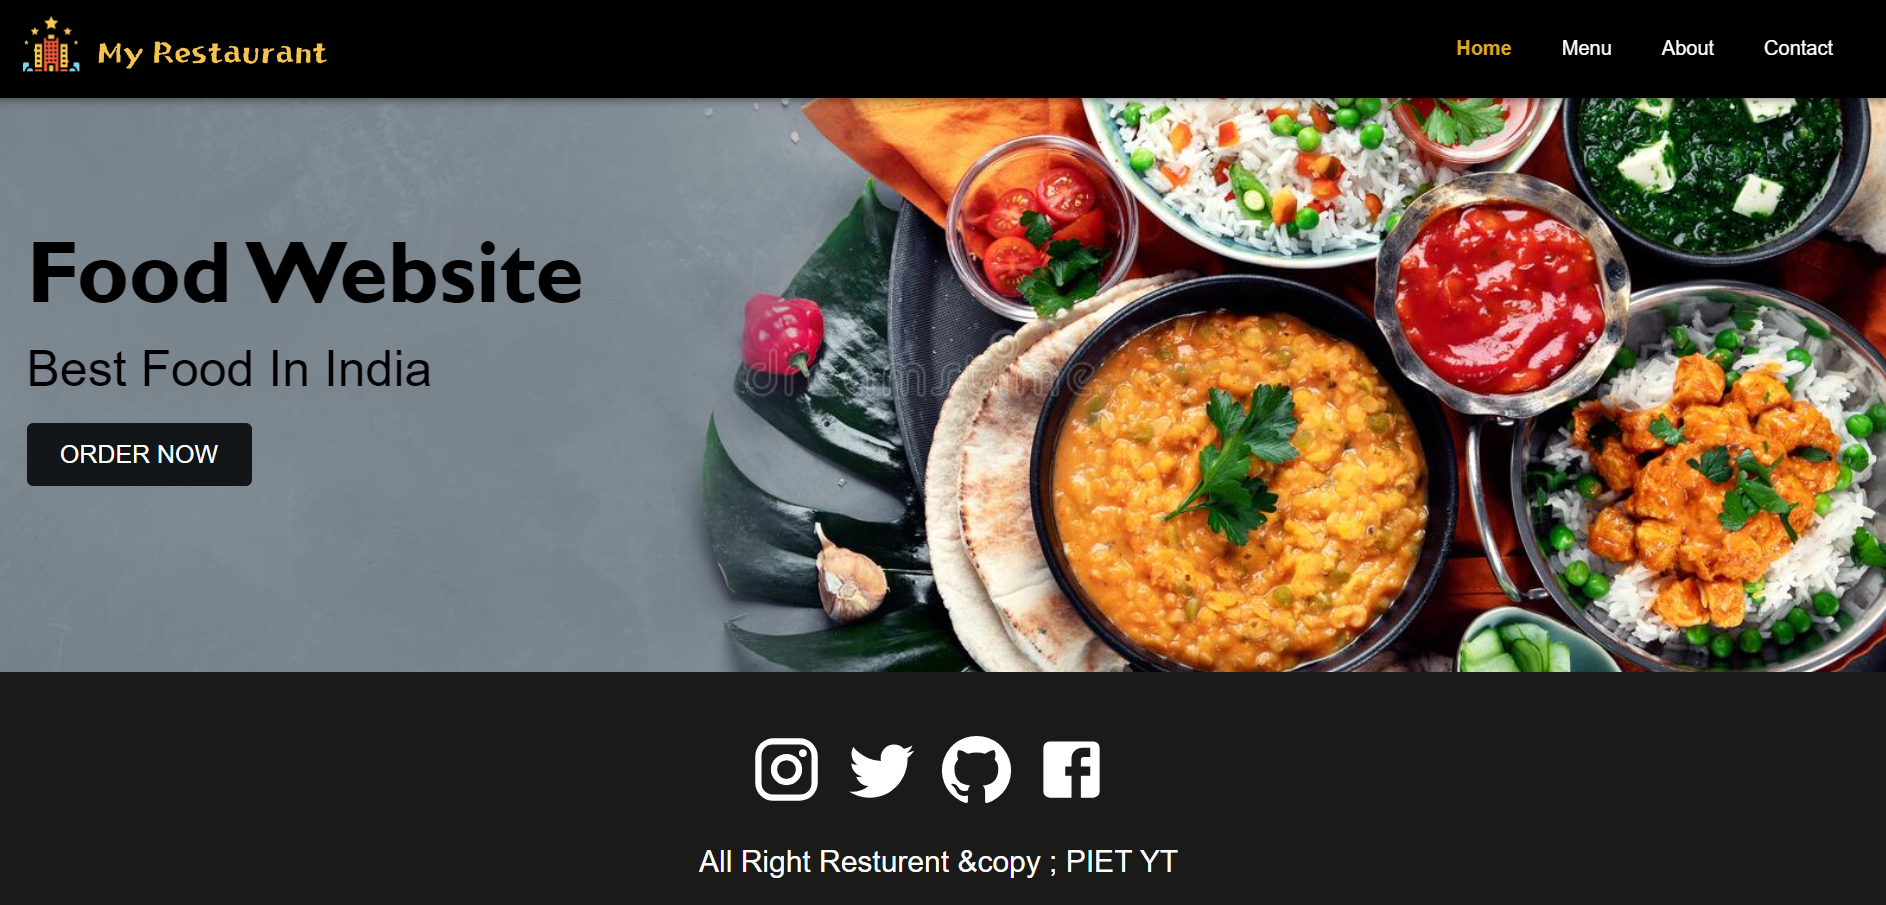 My Restaurant
Home Menu About Contact
Food Website
Best Food In India
dreamstime
ORDER NOW
All Right Resturent &copy ; PIET YT